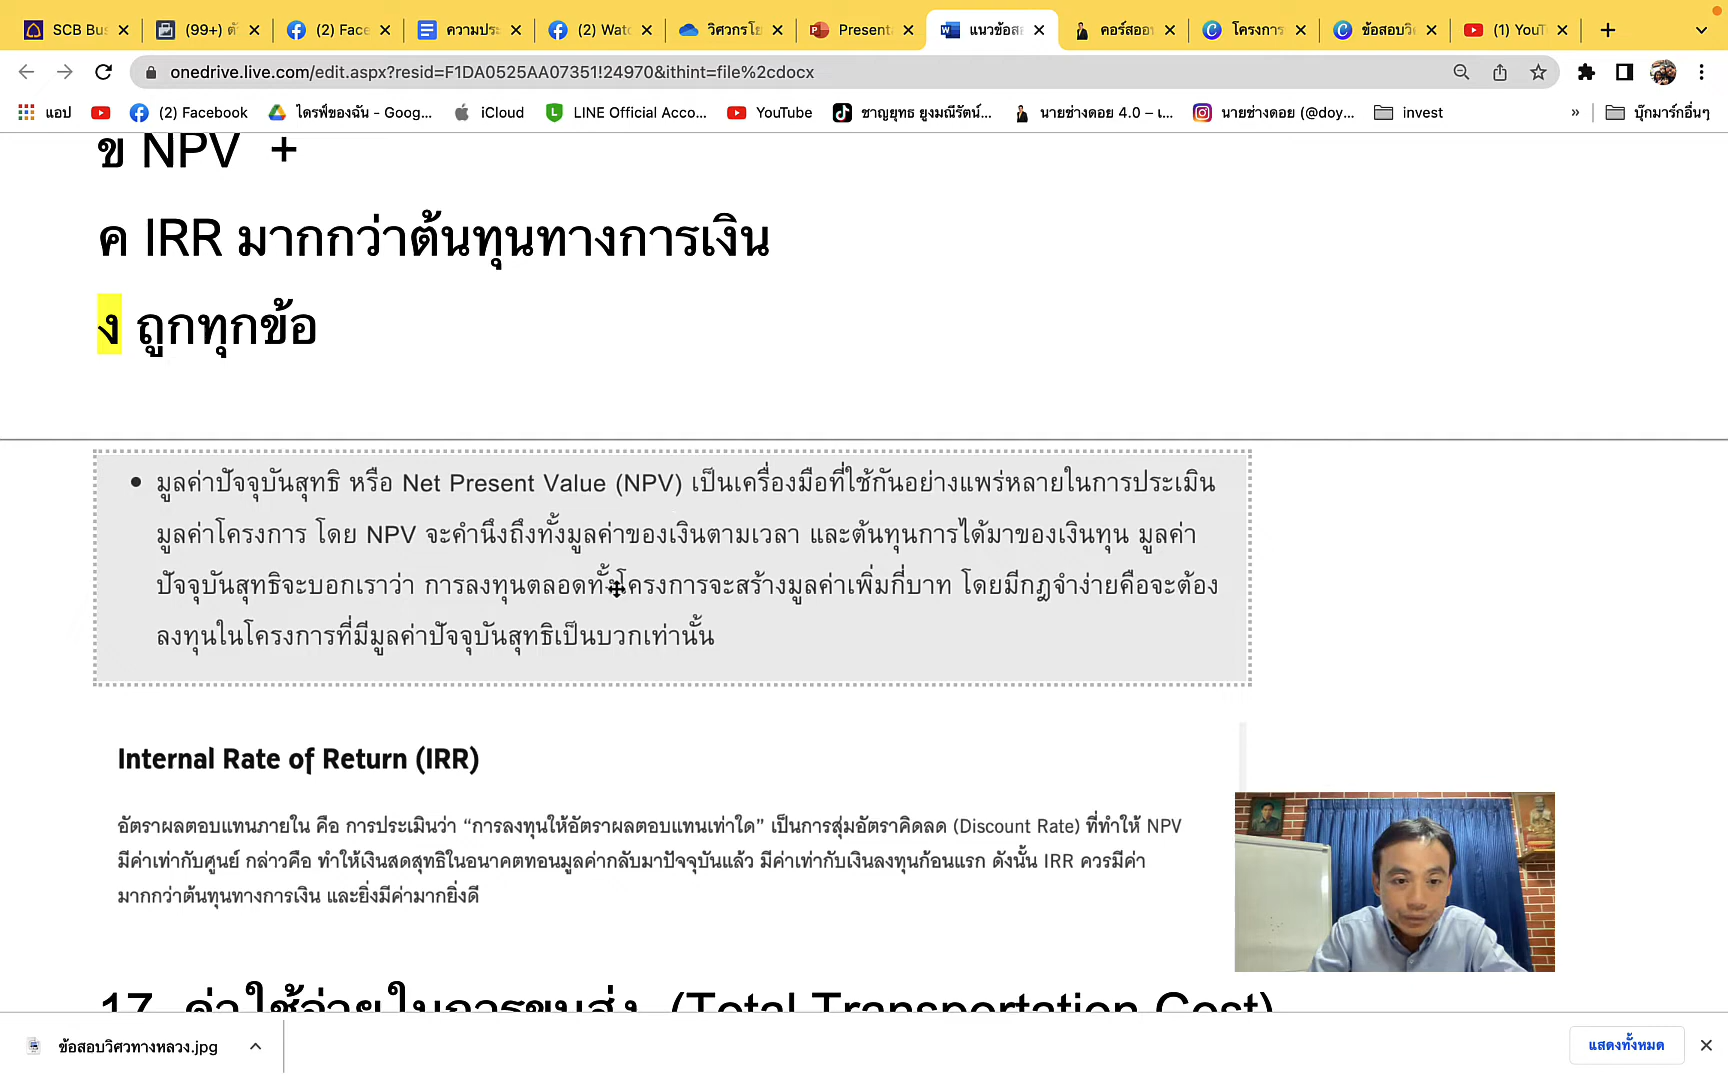 SCB Bus
(99+) ตั
(2) Face
ความประ
(2) Watc
วิศวกรโย
Present
แนวข้อส
คอร์สออ
โครงการ
ข้อสอบวิ
(1) YouT
onedrive.live.com/edit.aspx?resid=F1DA0525AA07351!24970&ithint=file%2cdocx
แอป
(2) Facebook
ไดรฟ์ของฉัน - Goog...
iCloud
LINE Official Acco...
YouTube
ชาญยุทธ ยูงมณีรัตน์...
นายช่างดอย 4.0 – เ...
นายช่างดอย (@doy...
invest
»
บุ๊กมาร์กอื่นๆ
ข NPV +
ค IRR มากกว่าต้นทุนทางการเงิน
ง ถูกทุกข้อ
• มูลค่าปัจจุบันสุทธิ หรือ Net Present Value (NPV) เป็นเครื่องมือที่ใช้กันอย่างแพร่หลายในการประเมิน
มูลค่าโครงการ โดย NPV จะคำนึงถึงทั้งมูลค่าของเงินตามเวลา และต้นทุนการได้มาของเงินทุน มูลค่า
ปัจจุบันสุทธิจะบอกเราว่า การลงทุนตลอดทั้งโครงการจะสร้างมูลค่าเพิ่มกี่บาท โดยมีกฎจำง่ายคือจะต้อง
ลงทุนในโครงการที่มีมูลค่าปัจจุบันสุทธิเป็นบวกเท่านั้น
Internal Rate of Return (IRR)
อัตราผลตอบแทนภายใน คือ การประเมินว่า “การลงทุนให้อัตราผลตอบแทนเท่าใด” เป็นการสุ่มอัตราคิดลด (Discount Rate) ที่ทำให้ NPV
มีค่าเท่ากับศูนย์ กล่าวคือ ทำให้เงินสดสุทธิในอนาคตทอนมูลค่ากลับมาปัจจุบันแล้ว มีค่าเท่ากับเงินลงทุนก้อนแรก ดังนั้น IRR ควรมีค่า
มากกว่าต้นทุนทางการเงิน และยิ่งมีค่ามากยิ่งดี
17 ค่าใช้จ่ายในการขนส่ง (Total Transportation Cost)
ข้อสอบวิศวทางหลวง.jpg
แสดงทั้งหมด